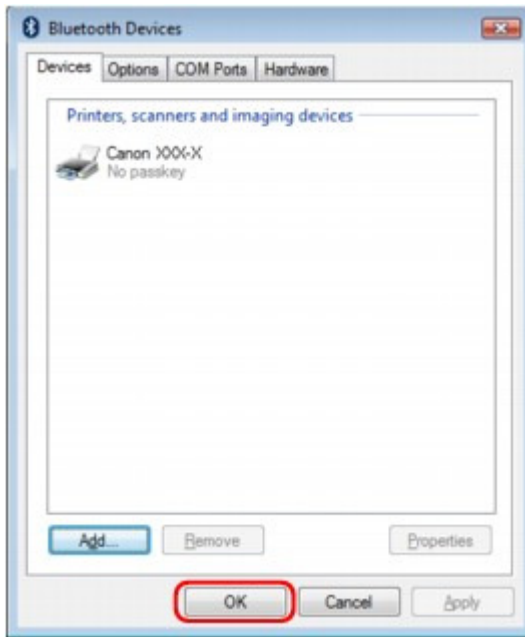 Bluetooth Devices
Devices Options COM Ports Hardware
Printers, scanners and imaging devices
Canon XXX-X
No passkey
Add... Remove Properties
OK Cancel Apply